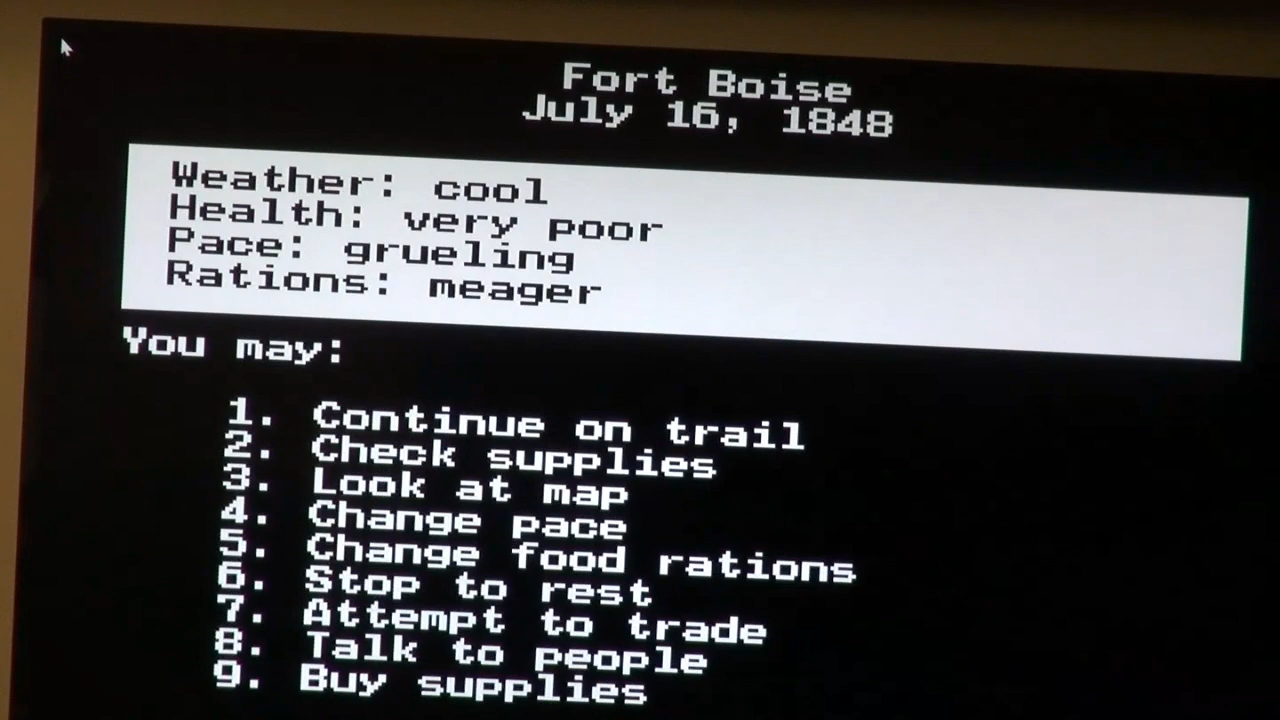 Fort Boise
July 16, 1848
Weather: cool
Health: very poor
Pace: grueling
Rations: meager
You may:
1. Continue on trail
2. Check supplies
3. Look at map
4. Change pace
5. Change food rations
6. Stop to rest
7. Attempt to trade
8. Talk to people
9. Buy supplies